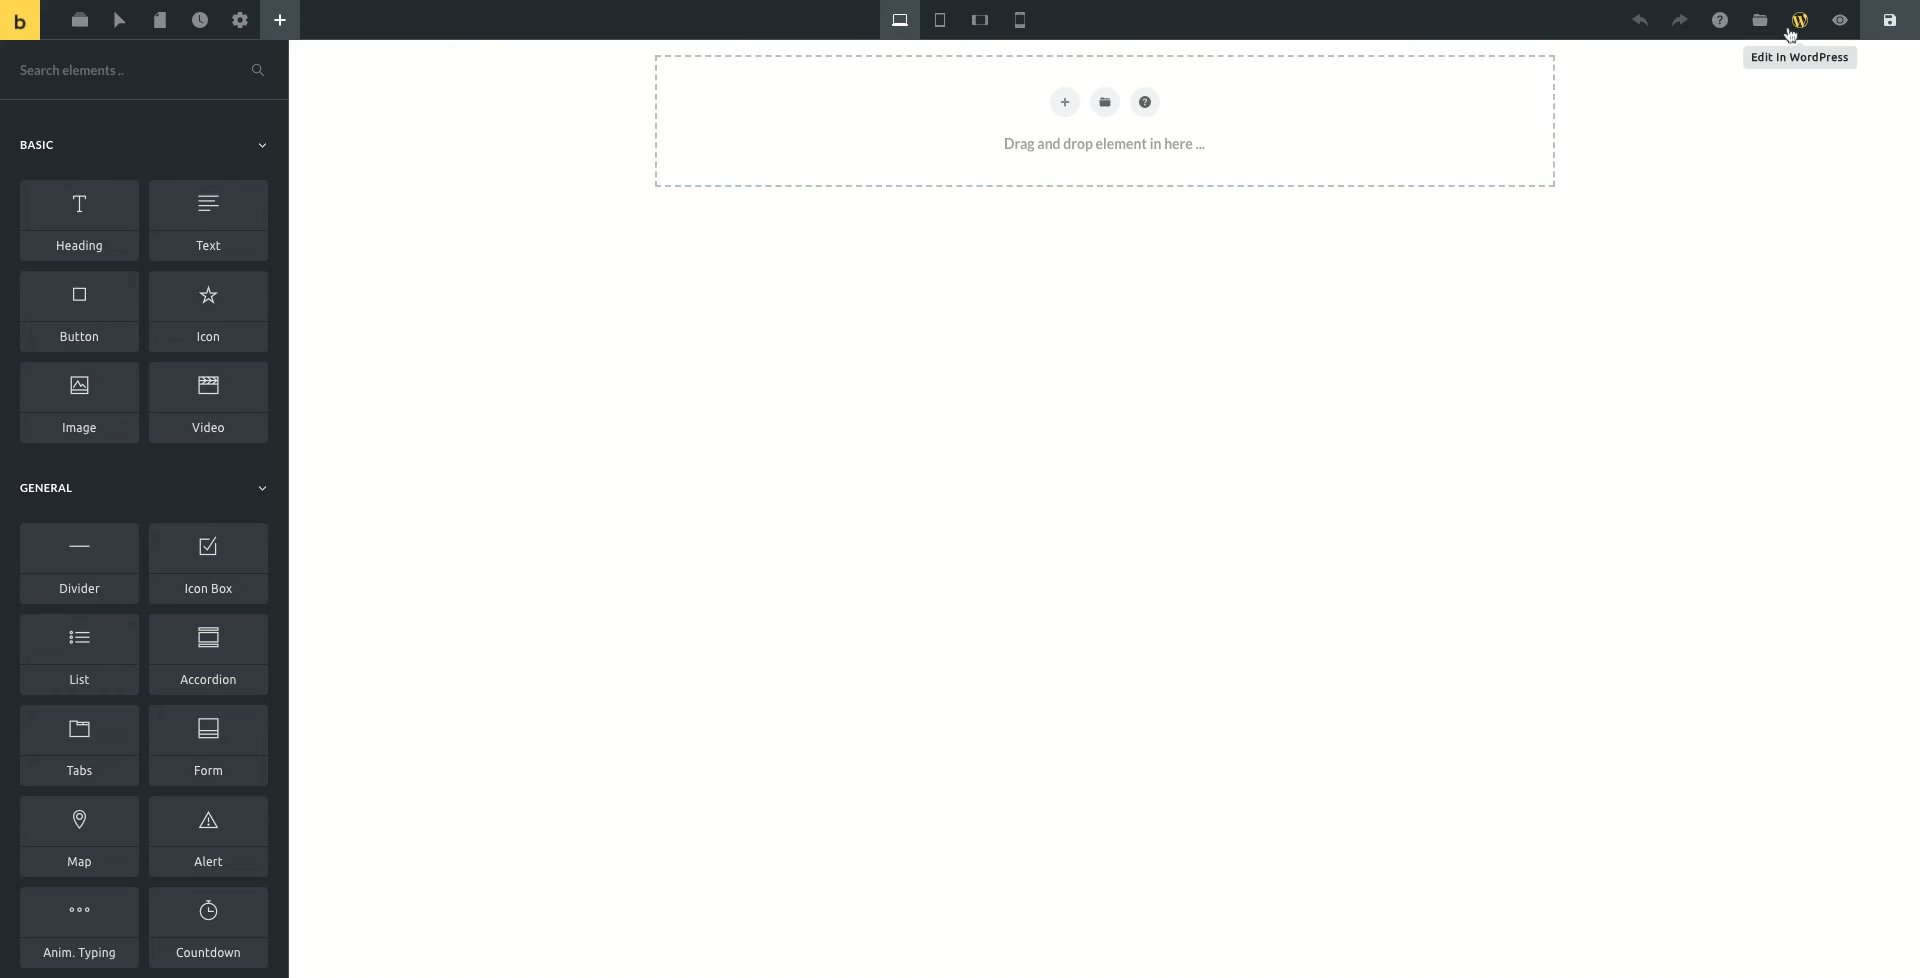 b
Edit in WordPress
Search elements ..
Drag and drop element in here ...
BASIC
Heading
Text
Button
Icon
Image
Video
GENERAL
Divider
Icon Box
List
Accordion
Tabs
Form
Map
Alert
Anim. Typing
Countdown